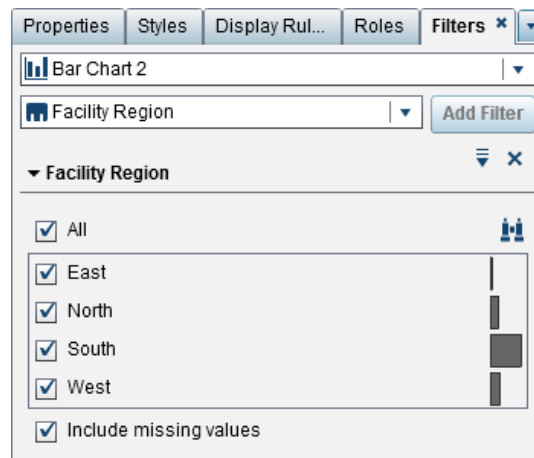 Properties Styles Display Rul... Roles Filters
Bar Chart 2
Facility Region Add Filter
Facility Region
All
East
North
South
West
Include missing values